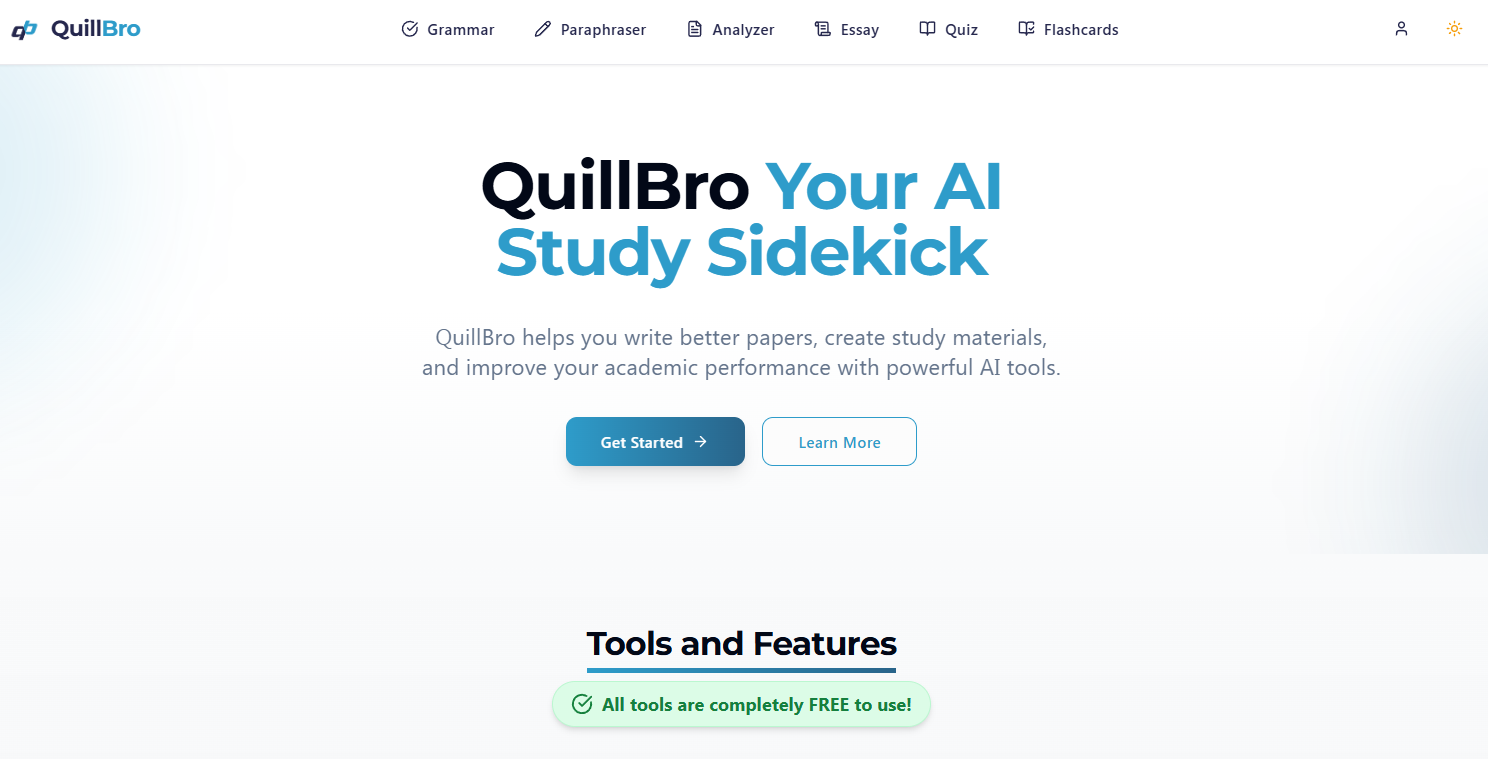 QuillBro
Grammar
Paraphraser
Analyzer
Essay
Quiz
Flashcards
QuillBro Your AI
Study Sidekick
QuillBro helps you write better papers, create study materials,
and improve your academic performance with powerful AI tools.
Get Started
Learn More
Tools and Features
All tools are completely FREE to use!